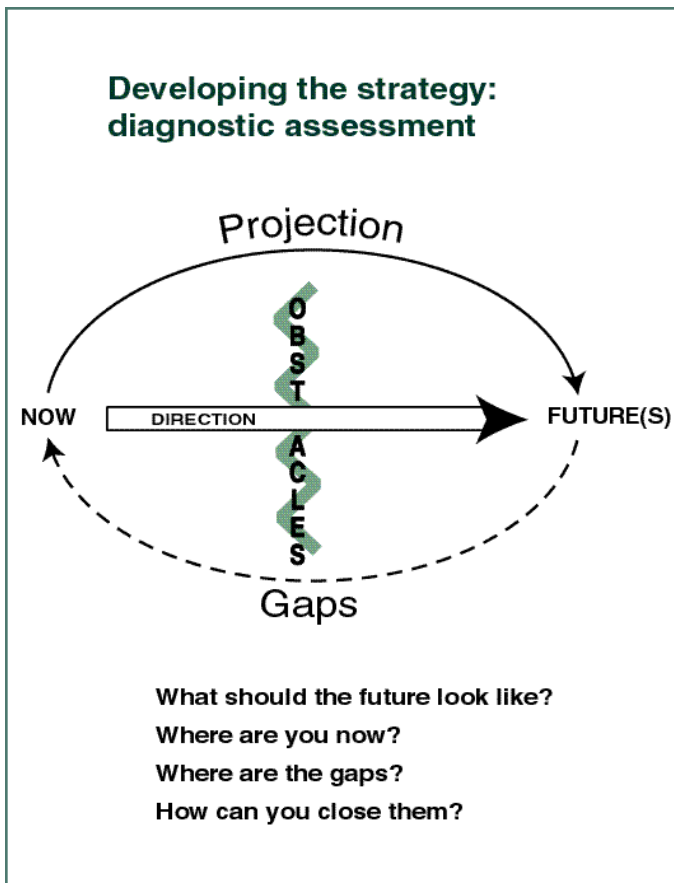 Developing the strategy:
diagnostic assessment
Projection
OBSTACLES
NOW
DIRECTION
FUTURE(S)
Gaps
What should the future look like?
Where are you now?
Where are the gaps?
How can you close them?